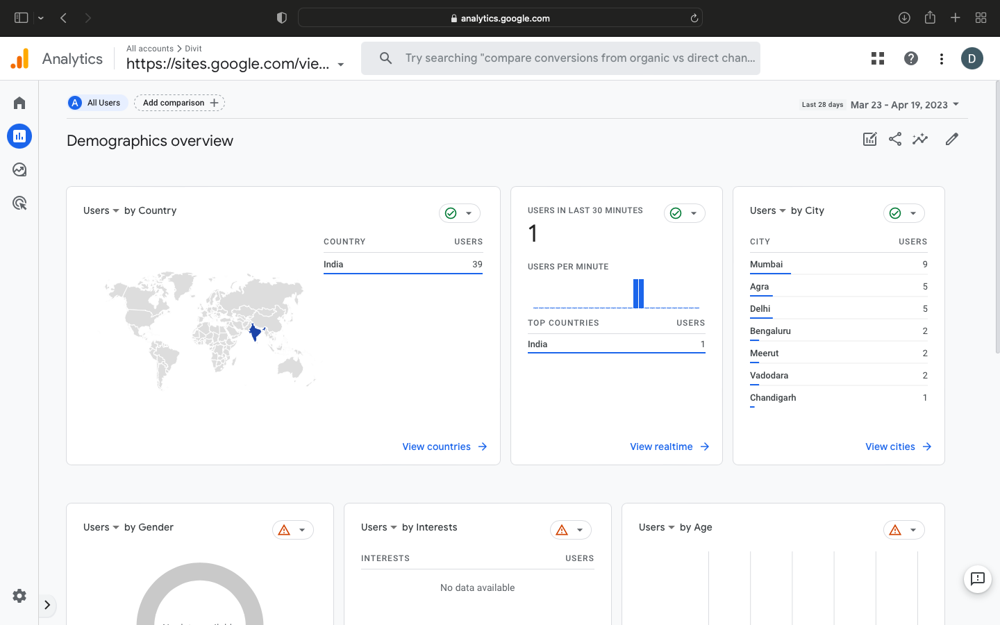 analytics.google.com
Analytics
All accounts > Divit
https://sites.google.com/vie...
Try searching "compare conversions from organic vs direct chan...
D
A All Users
Add comparison +
Last 28 days Mar 23 - Apr 19, 2023
Demographics overview
Users by Country
COUNTRY USERS
India 39
View countries
USERS IN LAST 30 MINUTES
1
USERS PER MINUTE
TOP COUNTRIES USERS
India 1
View realtime
Users by City
CITY USERS
Mumbai 9
Agra 5
Delhi 5
Bengaluru 2
Meerut 2
Vadodara 2
Chandigarh 1
View cities
Users by Gender
Users by Interests
INTERESTS USERS
No data available
Users by Age